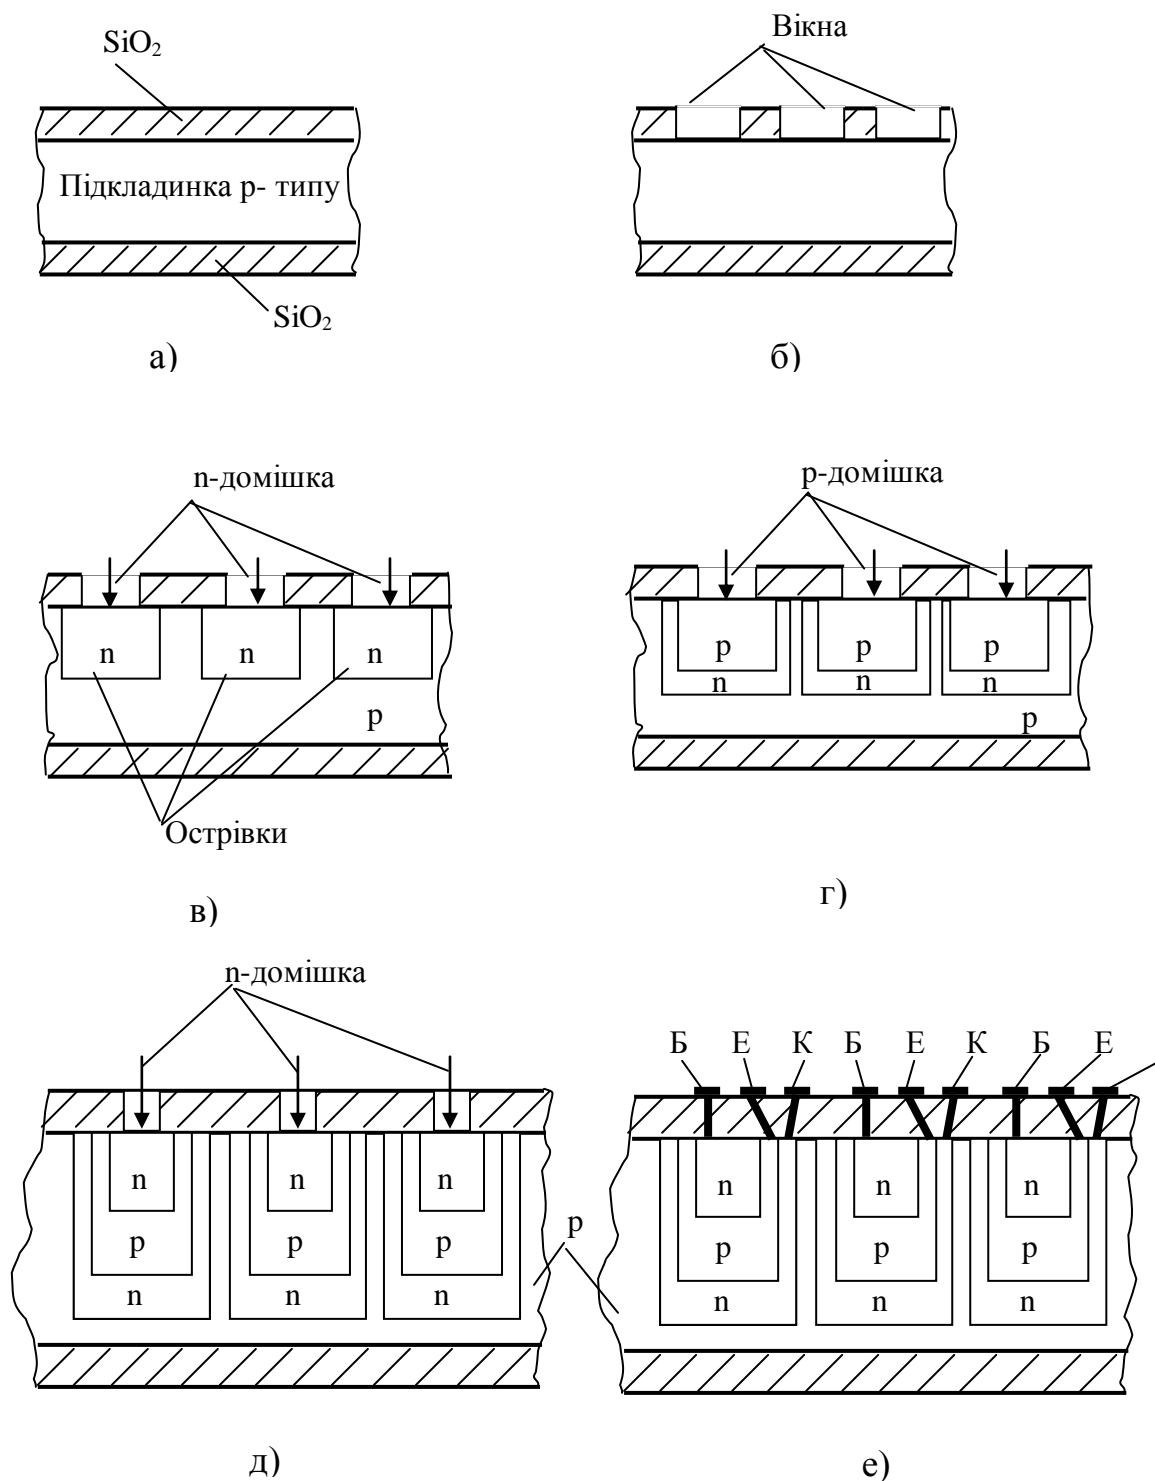 SiO₂
Підкладинка p- типу
SiO₂
а)
Вікна
б)
n-домішка
n n n
p
Острівки
в)
p-домішка
p p p
n n n
p
г)
n-домішка
n n n
p p p
n n n
p
д)
Б Е К Б Е К Б Е
n n n
p p p
n n n
е)